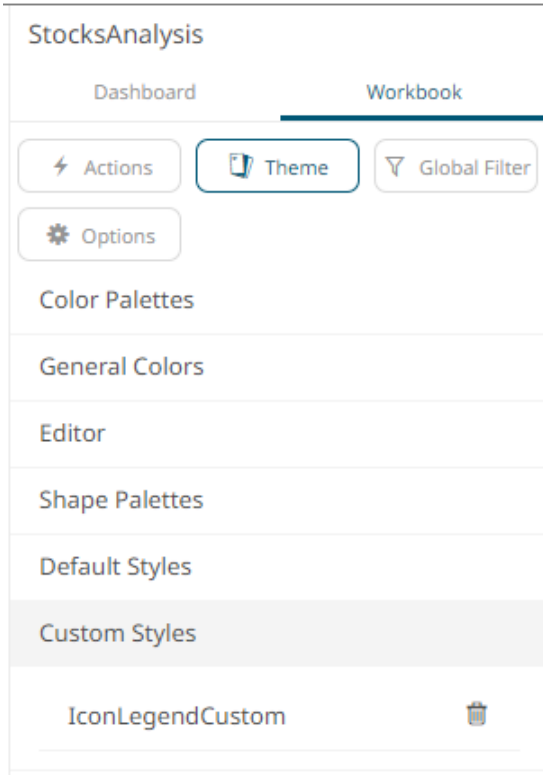 StocksAnalysis
Dashboard Workbook
Actions Theme Global Filter
Options
Color Palettes
General Colors
Editor
Shape Palettes
Default Styles
Custom Styles
IconLegendCustom